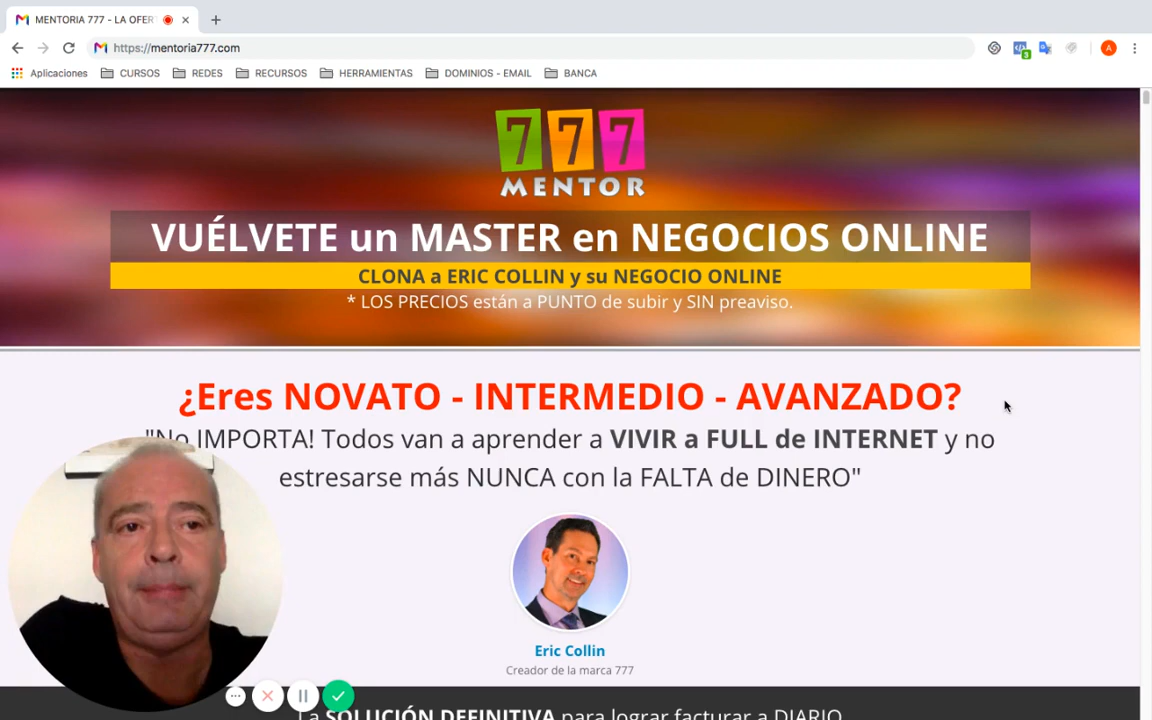 MENTORIA 777 - LA OFER
https://mentoria777.com
A
3
Aplicaciones CURSOS REDES RECURSOS HERRAMIENTAS DOMINIOS - EMAIL BANCA
777
MENTOR
VUÉLVETE un MASTER en NEGOCIOS ONLINE
CLONA a ERIC COLLIN y su NEGOCIO ONLINE
* LOS PRECIOS están a PUNTO de subir y SIN preaviso.
¿Eres NOVATO - INTERMEDIO - AVANZADO?
"No IMPORTA! Todos van a aprender a VIVIR a FULL de INTERNET y no
estresarse más NUNCA con la FALTA de DINERO"
Eric Collin
Creador de la marca 777
La SOLUCIÓN DEFINITIVA para lograr facturar a DIARIO